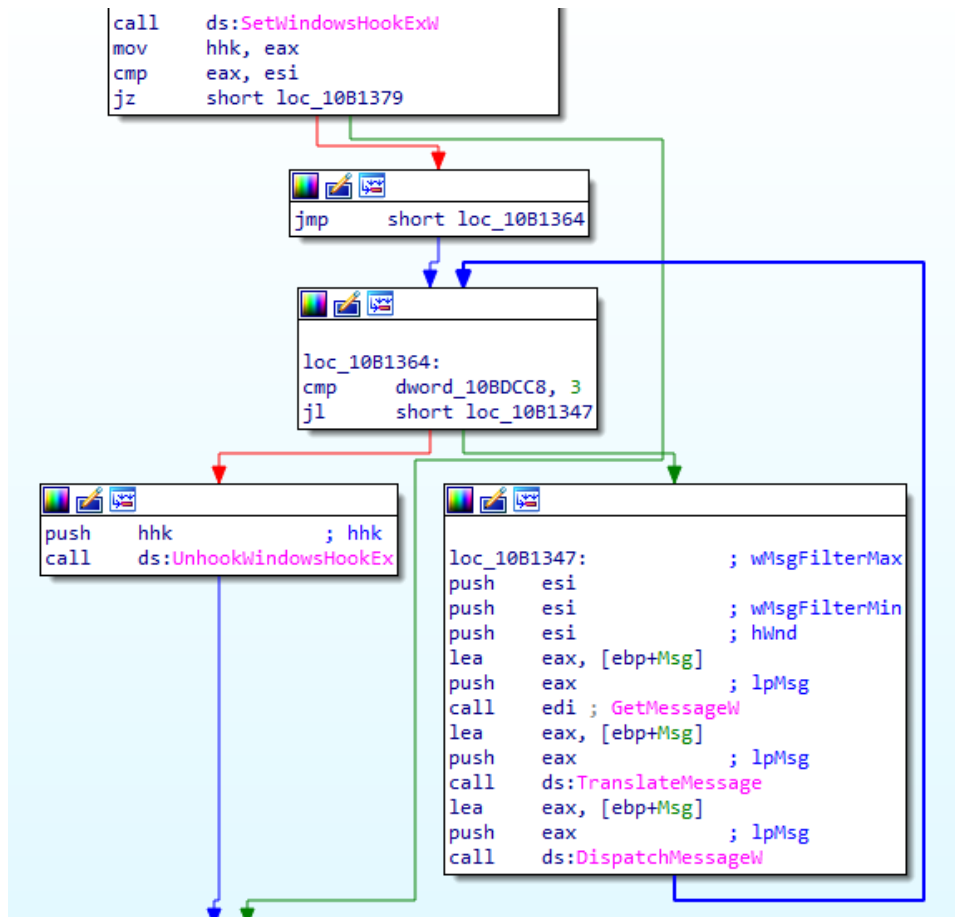 call ds:SetWindowsHookExW
mov hhk, eax
cmp eax, esi
jz short loc_10B1379
jmp short loc_10B1364
loc_10B1364:
cmp dword_10BDCC8, 3
jl short loc_10B1347
push hhk ; hhk
call ds:UnhookWindowsHookEx
loc_10B1347: ; wMsgFilterMax
push esi
push esi ; wMsgFilterMin
push esi ; hWnd
lea eax, [ebp+Msg]
push eax ; lpMsg
call edi ; GetMessageW
lea eax, [ebp+Msg]
push eax ; lpMsg
call ds:TranslateMessage
lea eax, [ebp+Msg]
push eax ; lpMsg
call ds:DispatchMessageW